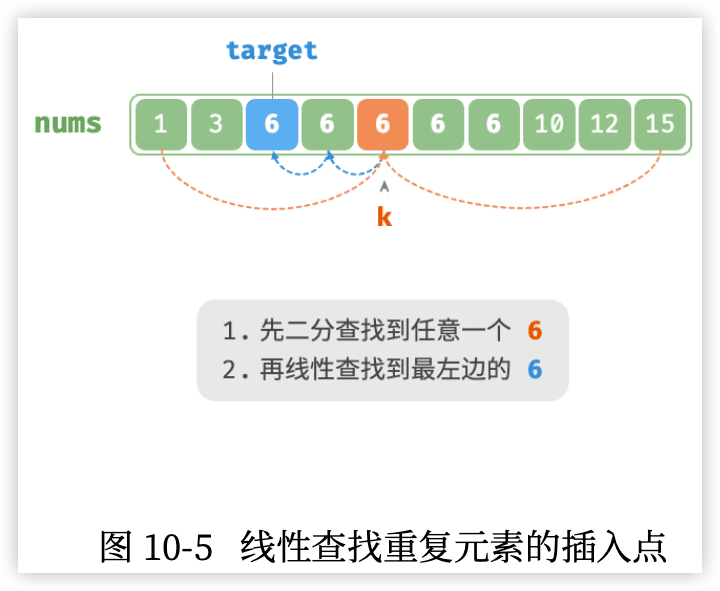 target
nums 1 3 6 6 6 6 6 10 12 15
k
1. 先二分查找到任意一个 6
2. 再线性查找到最左边的 6
图 10-5 线性查找重复元素的插入点